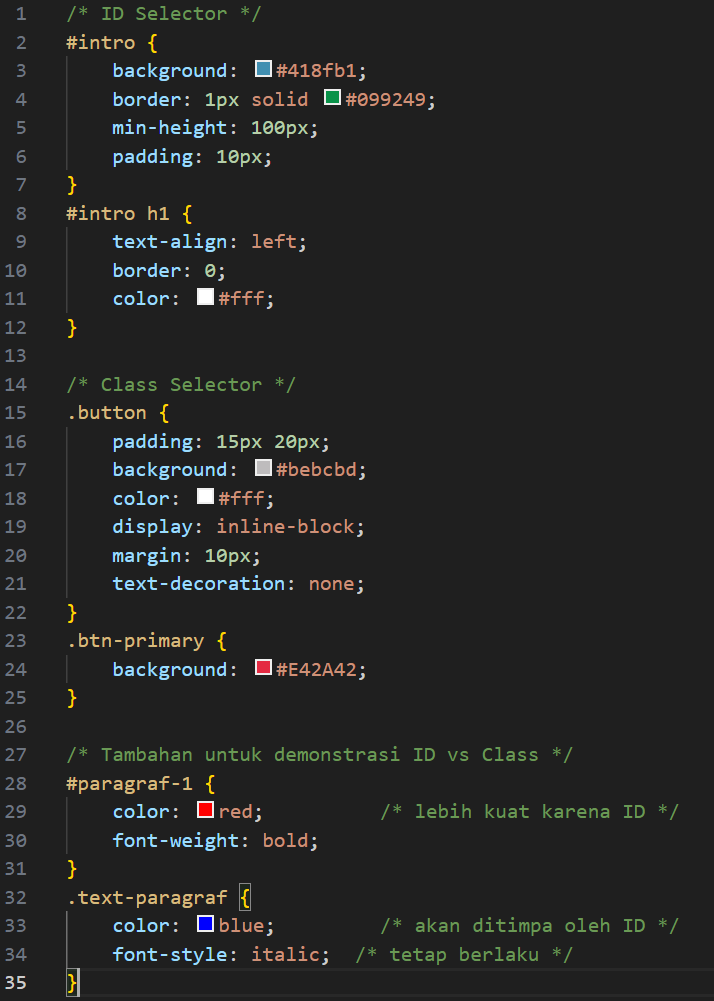 1 /* ID Selector */
2 #intro {
3     background: #418fb1;
4     border: 1px solid #099249;
5     min-height: 100px;
6     padding: 10px;
7 }
8 #intro h1 {
9     text-align: left;
10     border: 0;
11     color: #fff;
12 }
13
14 /* Class Selector */
15 .button {
16     padding: 15px 20px;
17     background: #bebcbd;
18     color: #fff;
19     display: inline-block;
20     margin: 10px;
21     text-decoration: none;
22 }
23 .btn-primary {
24     background: #E42A42;
25 }
26
27 /* Tambahan untuk demonstrasi ID vs Class */
28 #paragraf-1 {
29     color: red;          /* lebih kuat karena ID */
30     font-weight: bold;
31 }
32 .text-paragraf {
33     color: blue;         /* akan ditimpa oleh ID */
34     font-style: italic;  /* tetap berlaku */
35 }